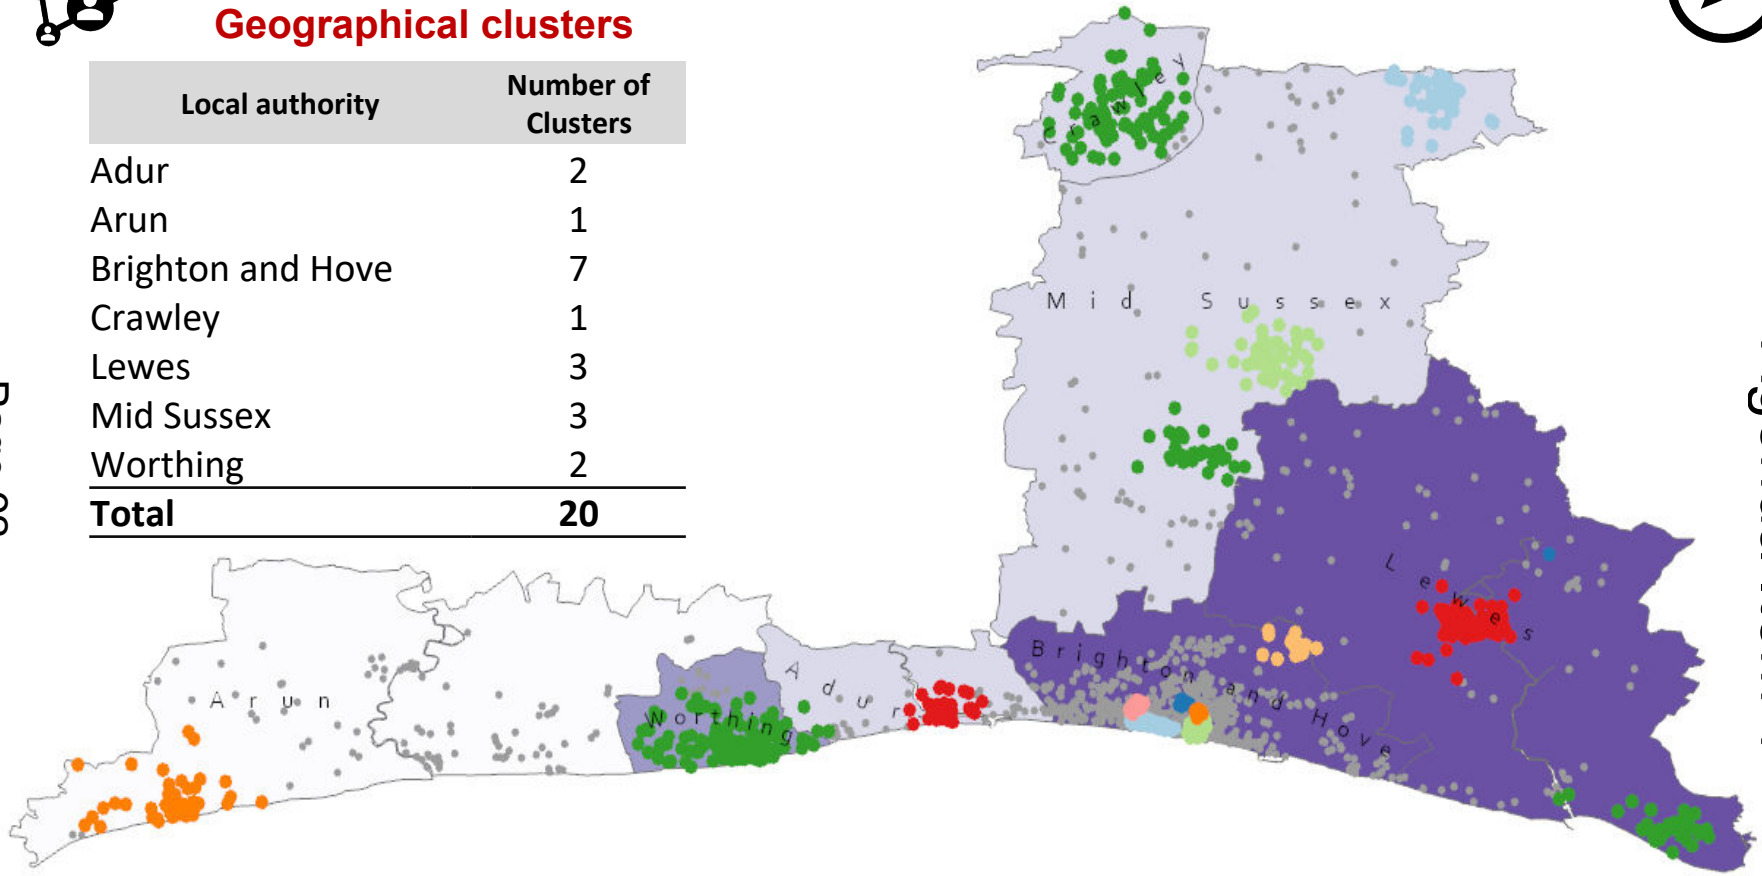 Geographical clusters
Local authority Number of Clusters
Adur 2
Arun 1
Brighton and Hove 7
Crawley 1
Lewes 3
Mid Sussex 3
Worthing 2
Total 20
Crawley
Mid Sussex
Lewes
Brighton and Hove
Adur
Worthing
Arun